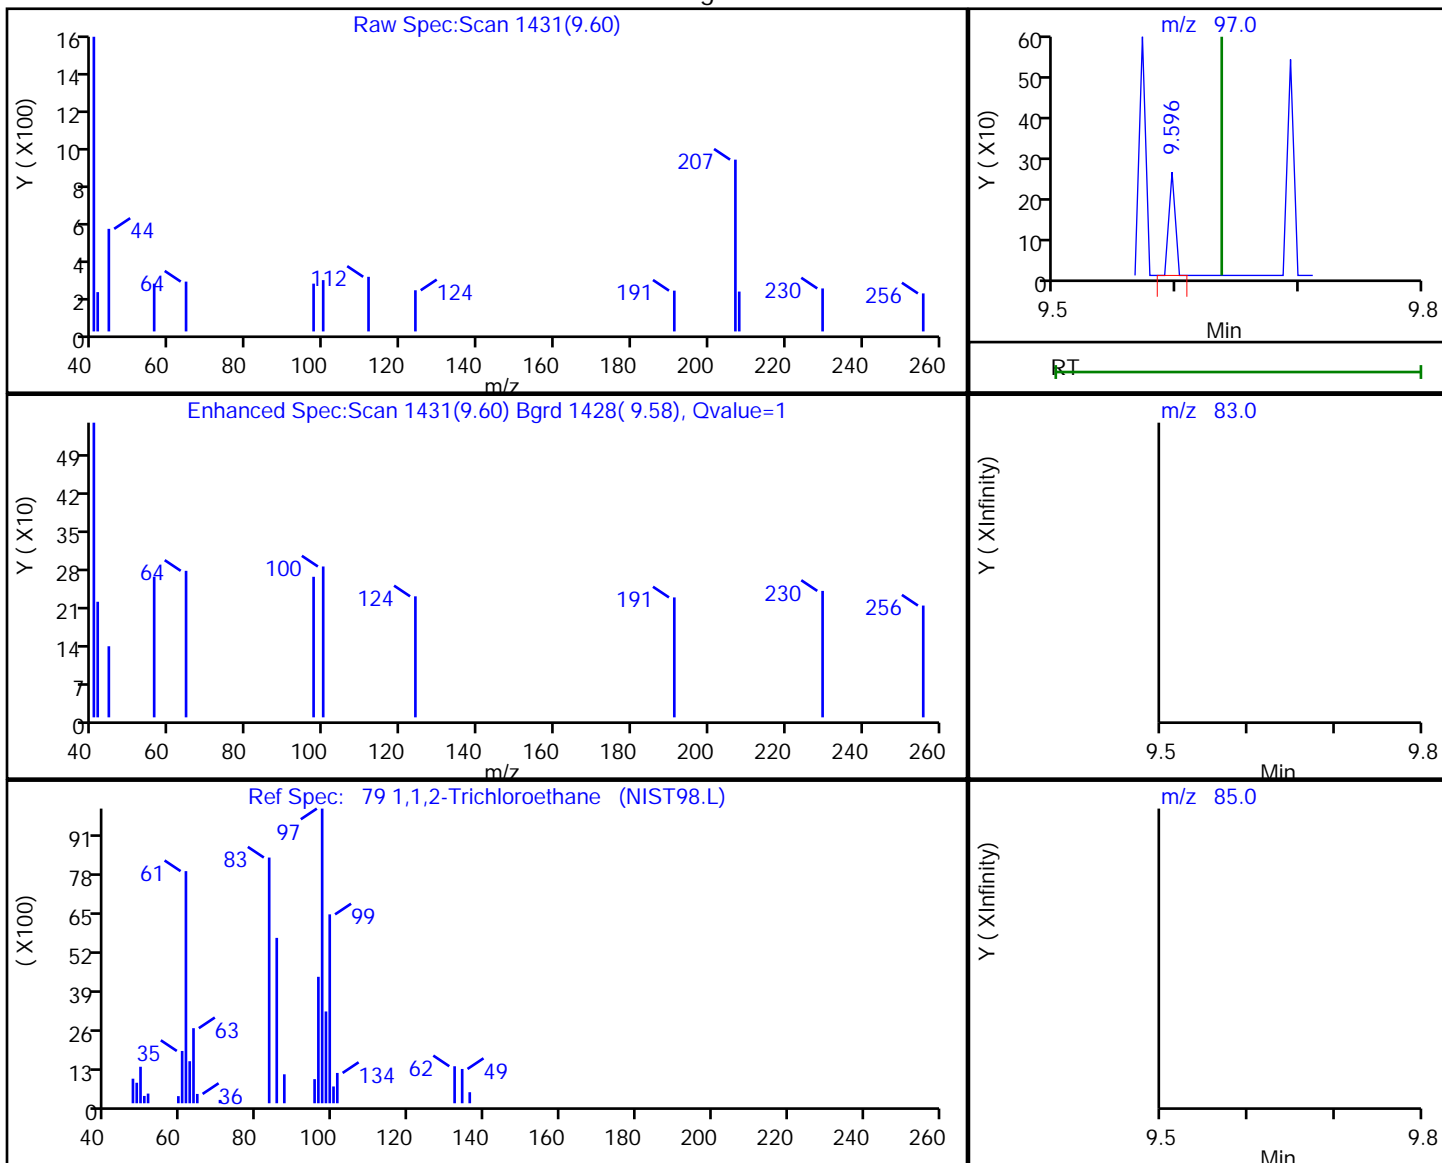 Raw Spec:Scan 1431(9.60)
Y ( X100)
16
14
12
10
8
6
4
2
0
44
64
112
124
191
207
230
256
40 60 80 100 120 140 160 180 200 220 240 260
m/z
m/z 97.0
Y ( X10)
60
50
40
30
20
10
0
9.596
9.5 9.8
Min
RT
Enhanced Spec:Scan 1431(9.60) Bgrd 1428( 9.58), Qvalue=1
Y ( X10)
49
42
35
28
21
14
7
0
64
100
124
191
230
256
40 60 80 100 120 140 160 180 200 220 240 260
m/z
m/z 83.0
Y ( XInfinity)
9.5 9.8
Min
Ref Spec: 79 1,1,2-Trichloroethane (NIST98.L)
( X100)
91
78
65
52
39
26
13
0
97
83
61
99
63
35
36
134
62
49
40 60 80 100 120 140 160 180 200 220 240 260
m/z 85.0
Y ( XInfinity)
9.5 9.8
Min